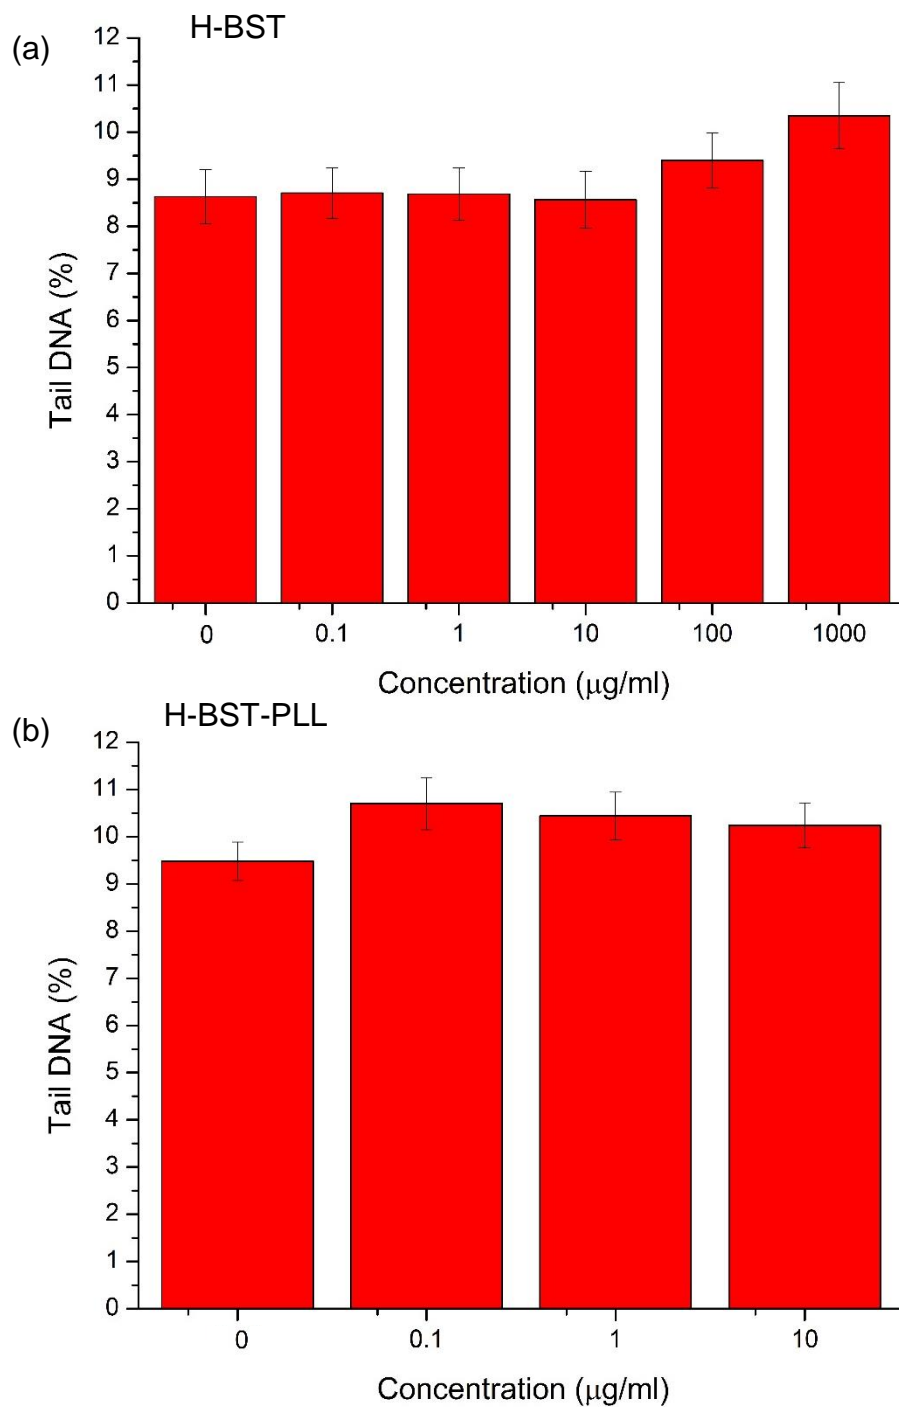 (a)
H-BST
12
11
10
9
8
7
6
5
4
3
2
1
0
Tail DNA (%)
0 0.1 1 10 100 1000
Concentration (μg/ml)
(b)
H-BST-PLL
12
11
10
9
8
7
6
5
4
3
2
1
0
Tail DNA (%)
0 0.1 1 10
Concentration (μg/ml)